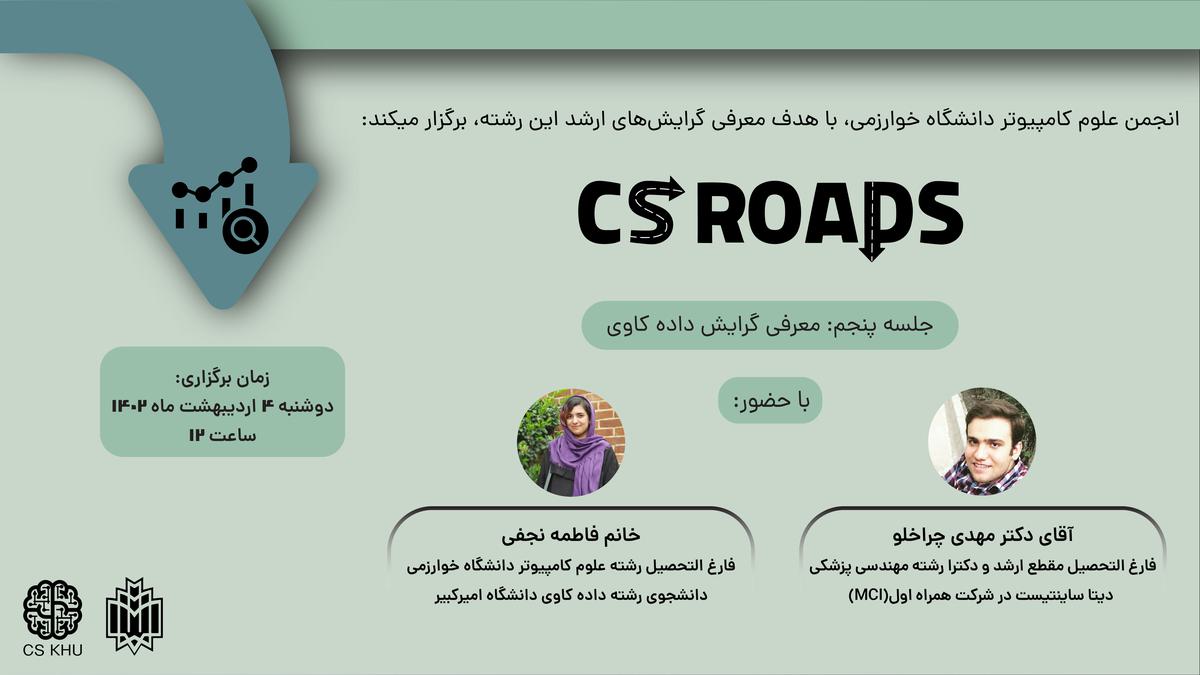 انجمن علوم کامپیوتر دانشگاه خوارزمی، با هدف معرفی گرایش‌های ارشد این رشته، برگزار میکند:
CS ROADS
جلسه پنجم: معرفی گرایش داده کاوی
با حضور:
آقای دکتر مهدی چراخلو
فارغ التحصیل مقطع ارشد و دکترا رشته مهندسی پزشکی
دیتا ساینتیست در شرکت همراه اول(MCI)
خانم فاطمه نجفی
فارغ التحصیل رشته علوم کامپیوتر دانشگاه خوارزمی
دانشجوی رشته داده کاوی دانشگاه امیرکبیر
زمان برگزاری:
دوشنبه ۴ اردیبهشت ماه ۱۴۰۲
ساعت ۱۲
CS KHU